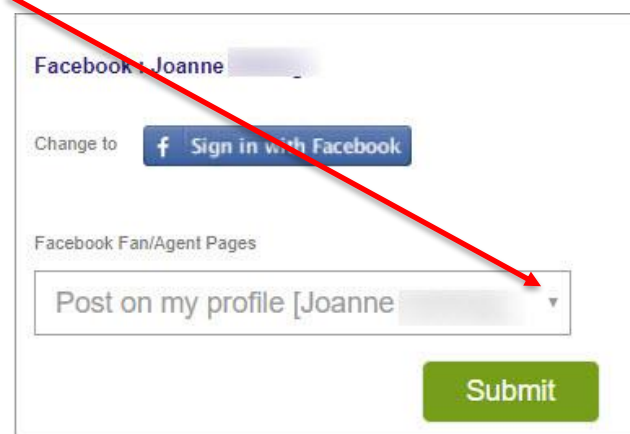 Facebook : Joanne
Change to f Sign in with Facebook
Facebook Fan/Agent Pages
Post on my profile [Joanne
Submit